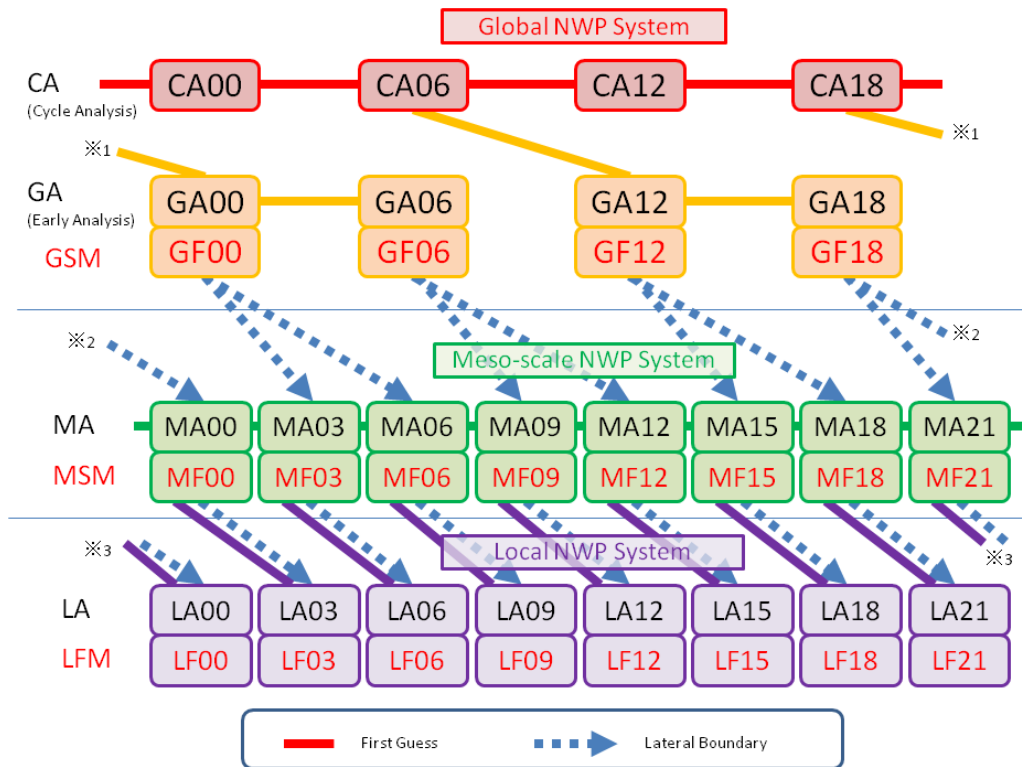 Global NWP System
CA
(Cycle Analysis)
CA00 CA06 CA12 CA18
※1 ※1
GA
(Early Analysis)
GA00 GA06 GA12 GA18
GSM
GF00 GF06 GF12 GF18
※2 ※2
Meso-scale NWP System
MA
MA00 MA03 MA06 MA09 MA12 MA15 MA18 MA21
MSM
MF00 MF03 MF06 MF09 MF12 MF15 MF18 MF21
※3 ※3
Local NWP System
LA
LA00 LA03 LA06 LA09 LA12 LA15 LA18 LA21
LFM
LF00 LF03 LF06 LF09 LF12 LF15 LF18 LF21
First Guess
Lateral Boundary